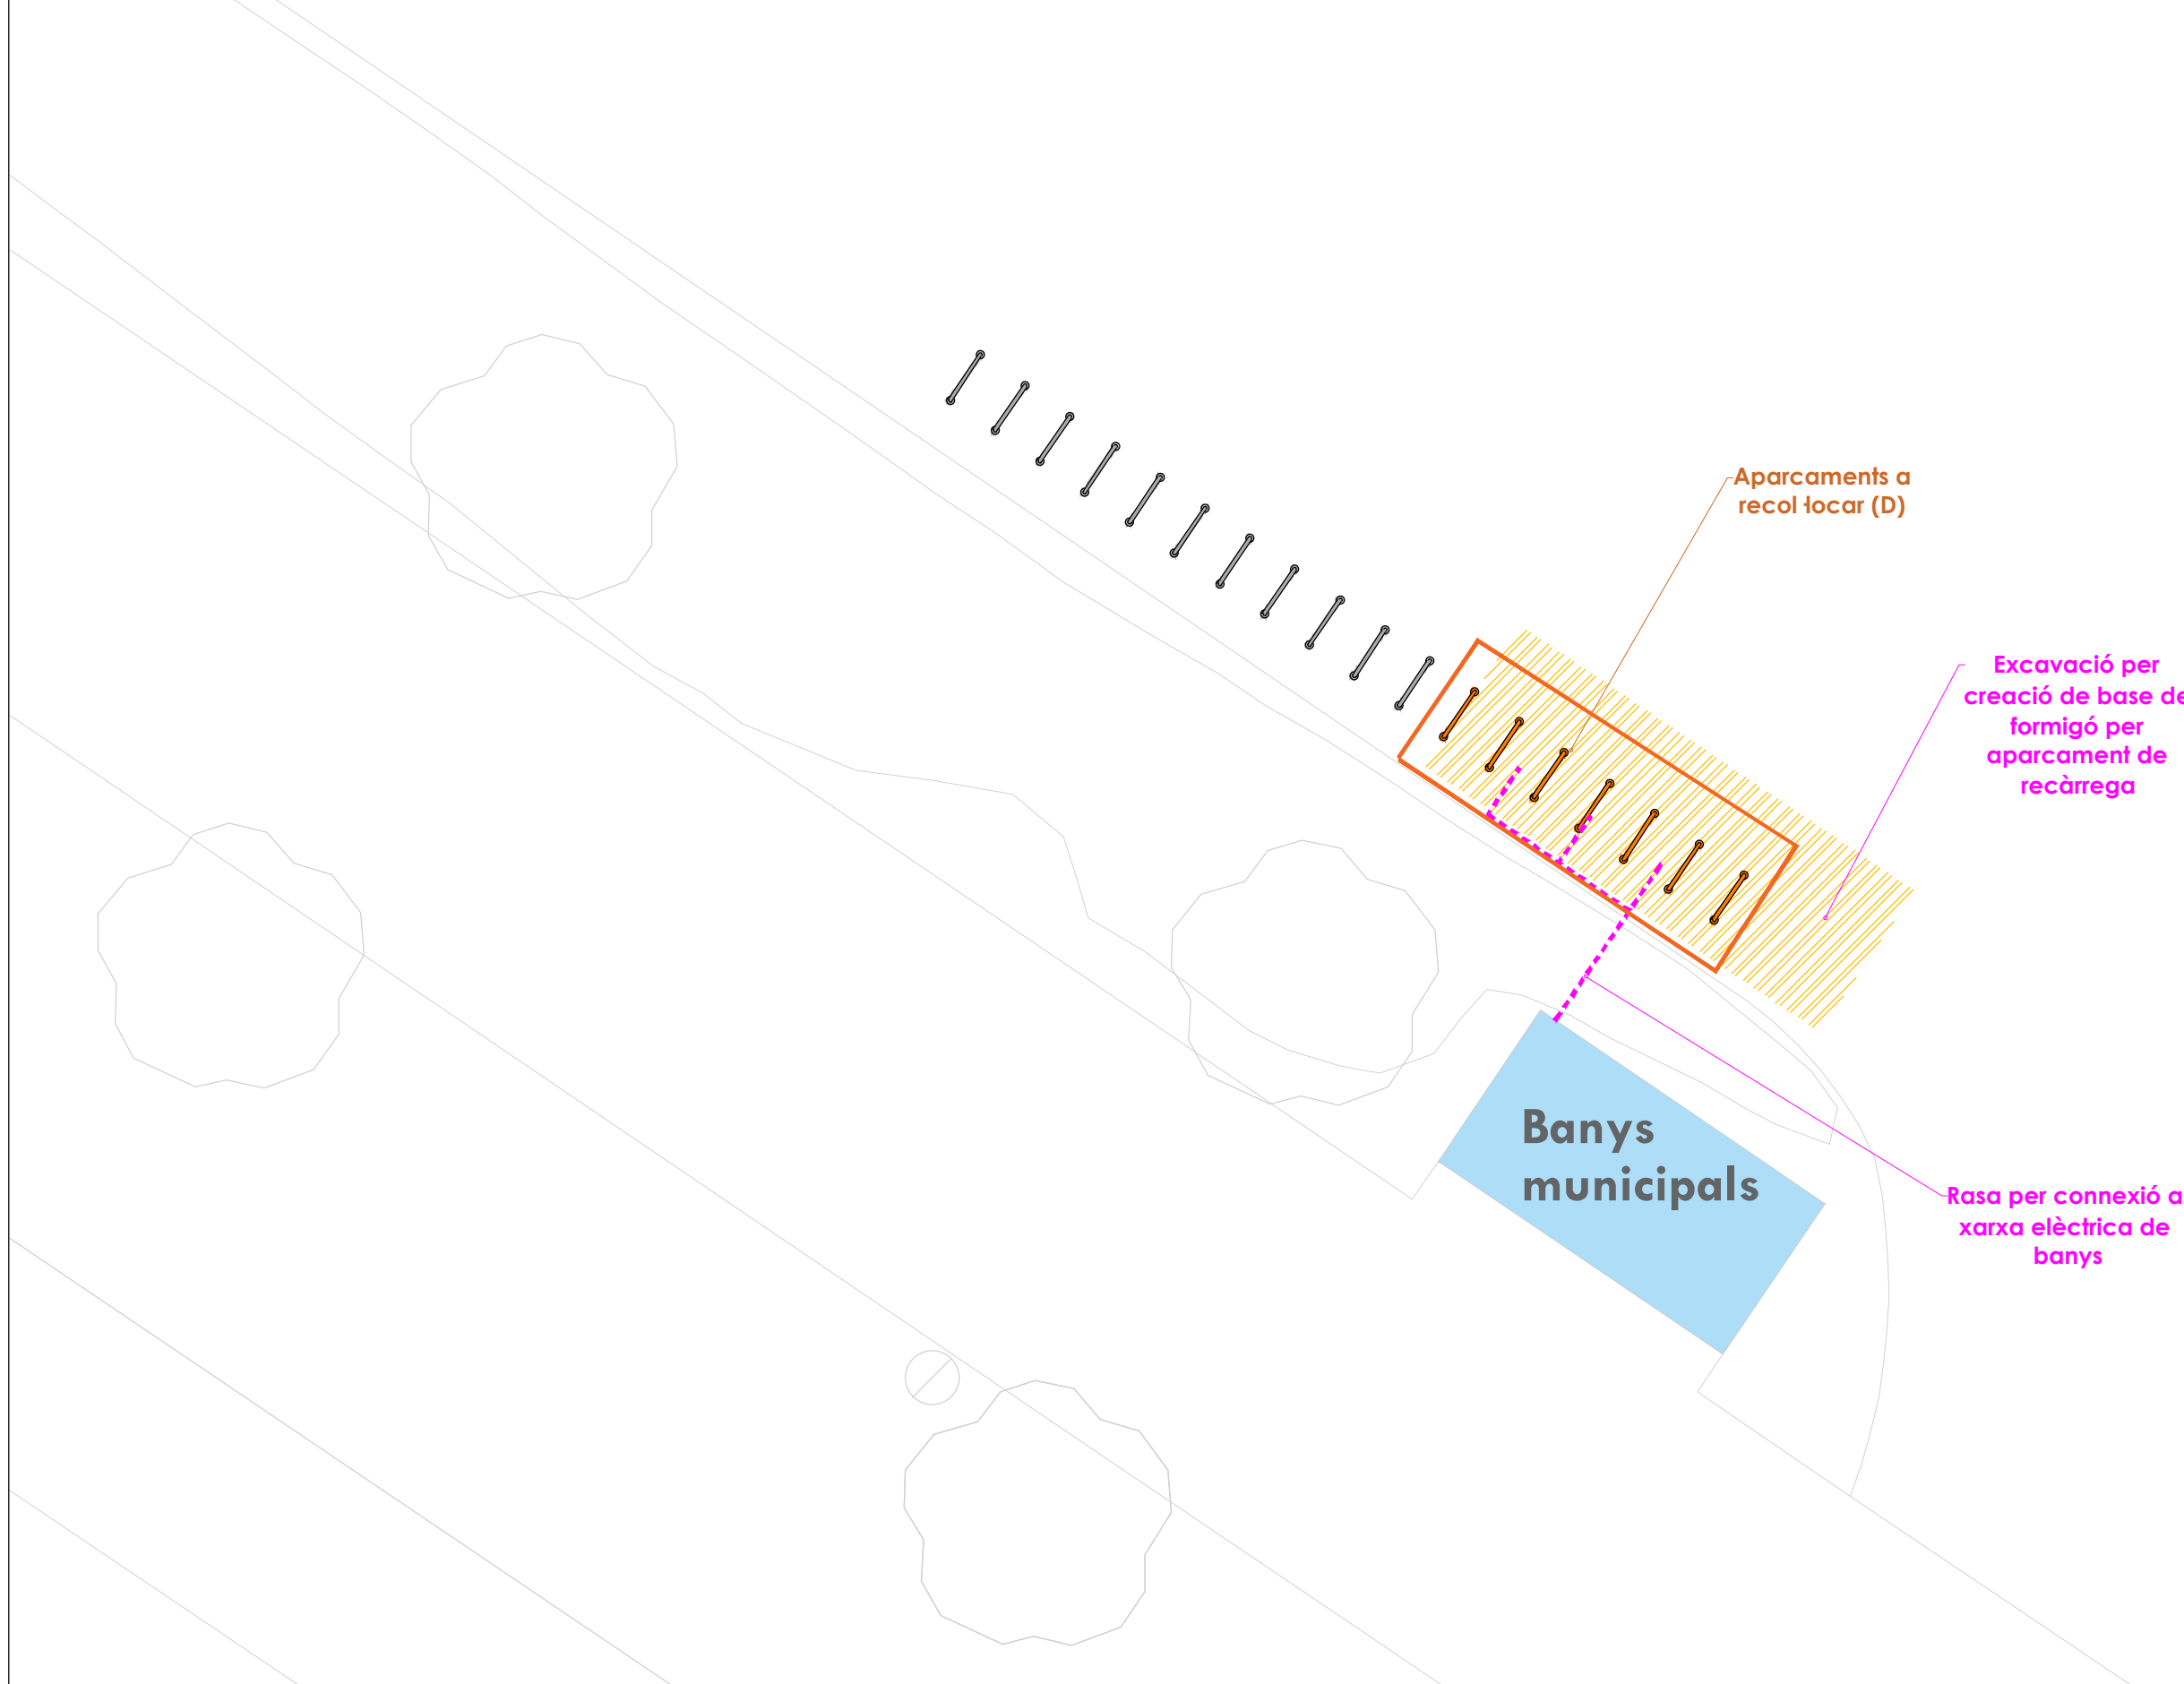 Aparcaments a
recol·locar (D)
Excavació per
creació de base de
formigó per
aparcament de
recàrrega
Banys
municipals
Rasa per connexió a
xarxa elèctrica de
banys